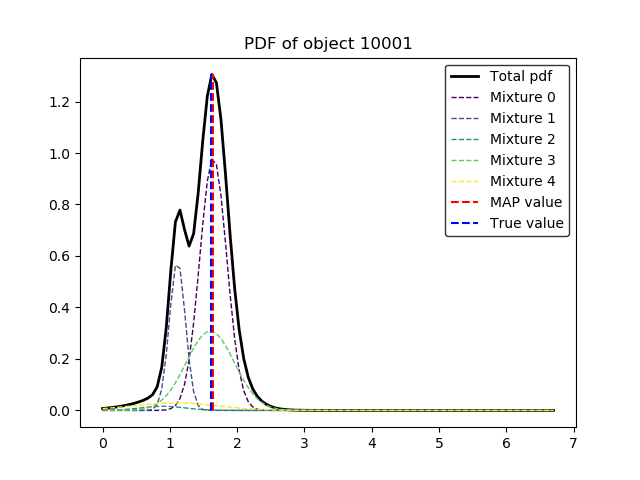 PDF of object 10001
Total pdf
Mixture 0
Mixture 1
Mixture 2
Mixture 3
Mixture 4
MAP value
True value
1.2
1.0
0.8
0.6
0.4
0.2
0.0
0 1 2 3 4 5 6 7